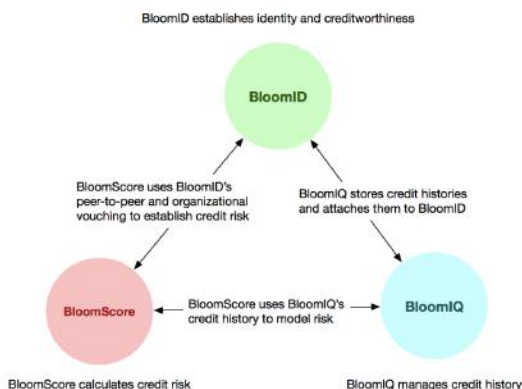 BloomID establishes identity and creditworthiness
BloomID
BloomScore uses BloomID's
peer-to-peer and organizational
vouching to establish credit risk
BloomIQ stores credit histories
and attaches them to BloomID
BloomScore
BloomScore uses BloomIQ's
credit history to model risk
BloomIQ
BloomScore calculates credit risk
BloomIQ manages credit history